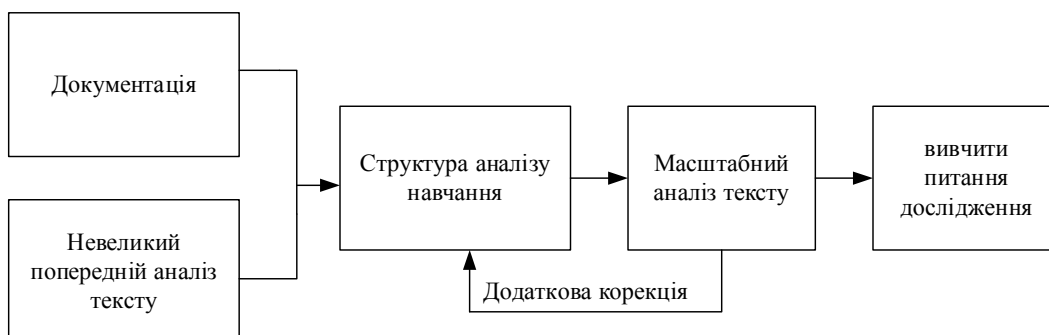 Документація
Невеликий
попередній аналіз
тексту
Структура аналізу
навчання
Масштабний
аналіз тексту
вивчити
питання
дослідження
Додаткова корекція